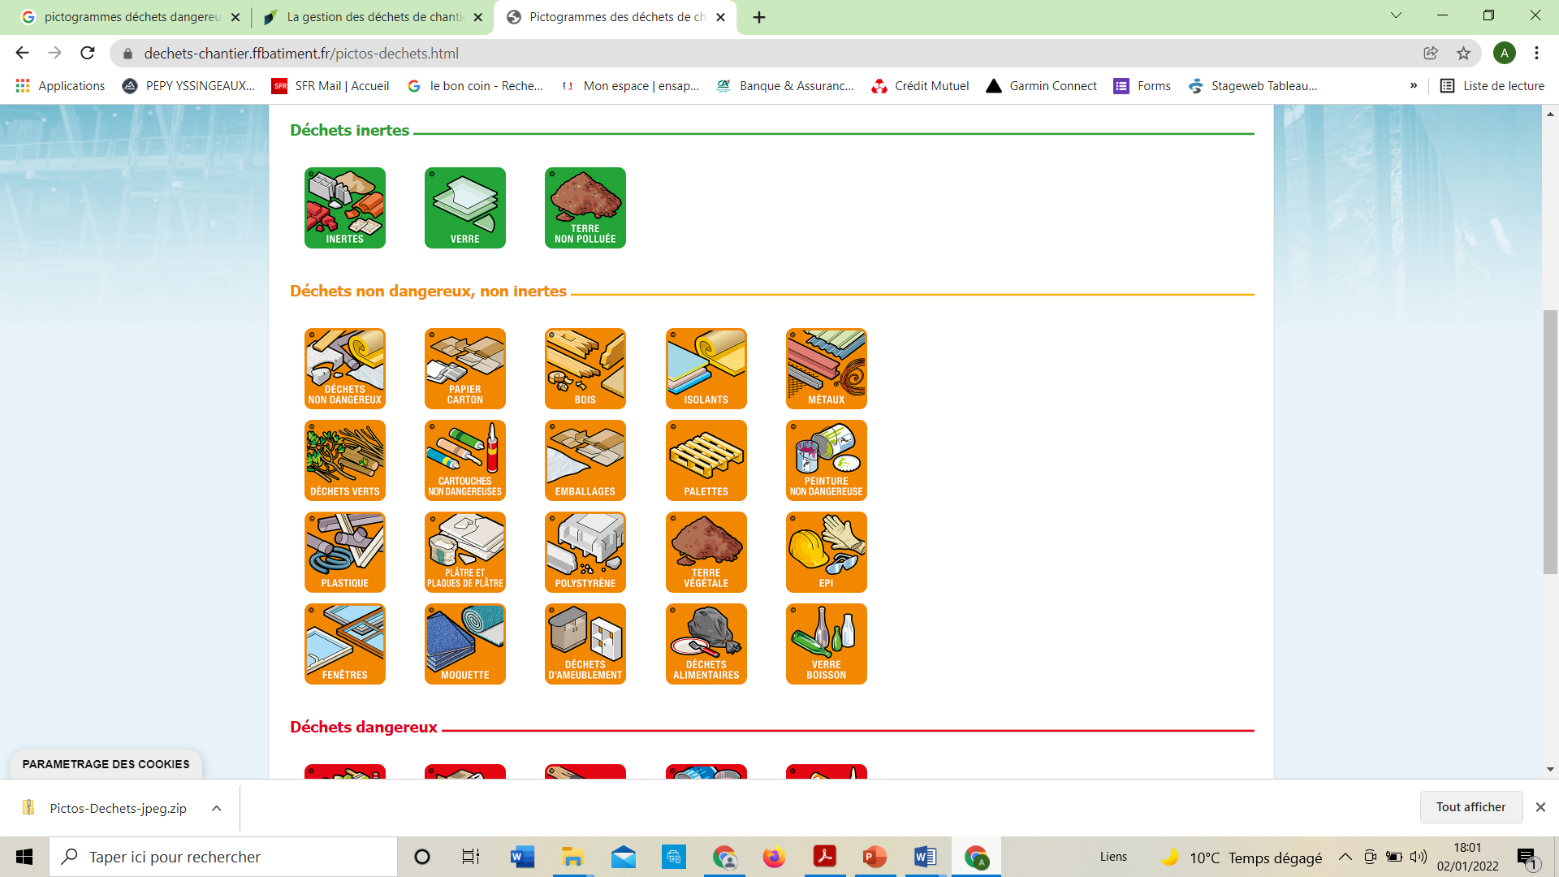 pictogrammes déchets dangereu
La gestion des déchets de chanti
Pictogrammes des déchets de ch
dechets-chantier.ffbatiment.fr/pictos-dechets.html
A
Applications
PEPY YSSINGEAUX...
SFR
SFR Mail | Accueil
le bon coin - Reche...
Mon espace | ensap...
Banque & Assuranc...
Crédit Mutuel
Garmin Connect
Forms
Stageweb Tableau...
»
Liste de lecture
Déchets inertes
INERTES
VERRE
TERRE
NON POLLUÉE
Déchets non dangereux, non inertes
DÉCHETS
NON DANGEREUX
PAPIER
CARTON
BOIS
ISOLANTS
MÉTAUX
DÉCHETS VERTS
CARTOUCHES
NON DANGEREUSES
EMBALLAGES
PALETTES
PEINTURE
NON DANGEREUSE
PLASTIQUE
PLÂTRE ET
PLAQUES DE PLÂTRE
POLYSTYRÈNE
TERRE
VÉGÉTALE
EPI
FENÊTRES
MOQUETTE
DÉCHETS
D'AMEUBLEMENT
DÉCHETS
ALIMENTAIRES
VERRE
BOISSON
Déchets dangereux
PARAMETRAGE DES COOKIES
Pictos-Dechets-jpeg.zip
Tout afficher
Taper ici pour rechercher
Liens
10°C Temps dégagé
18:01
02/01/2022
1